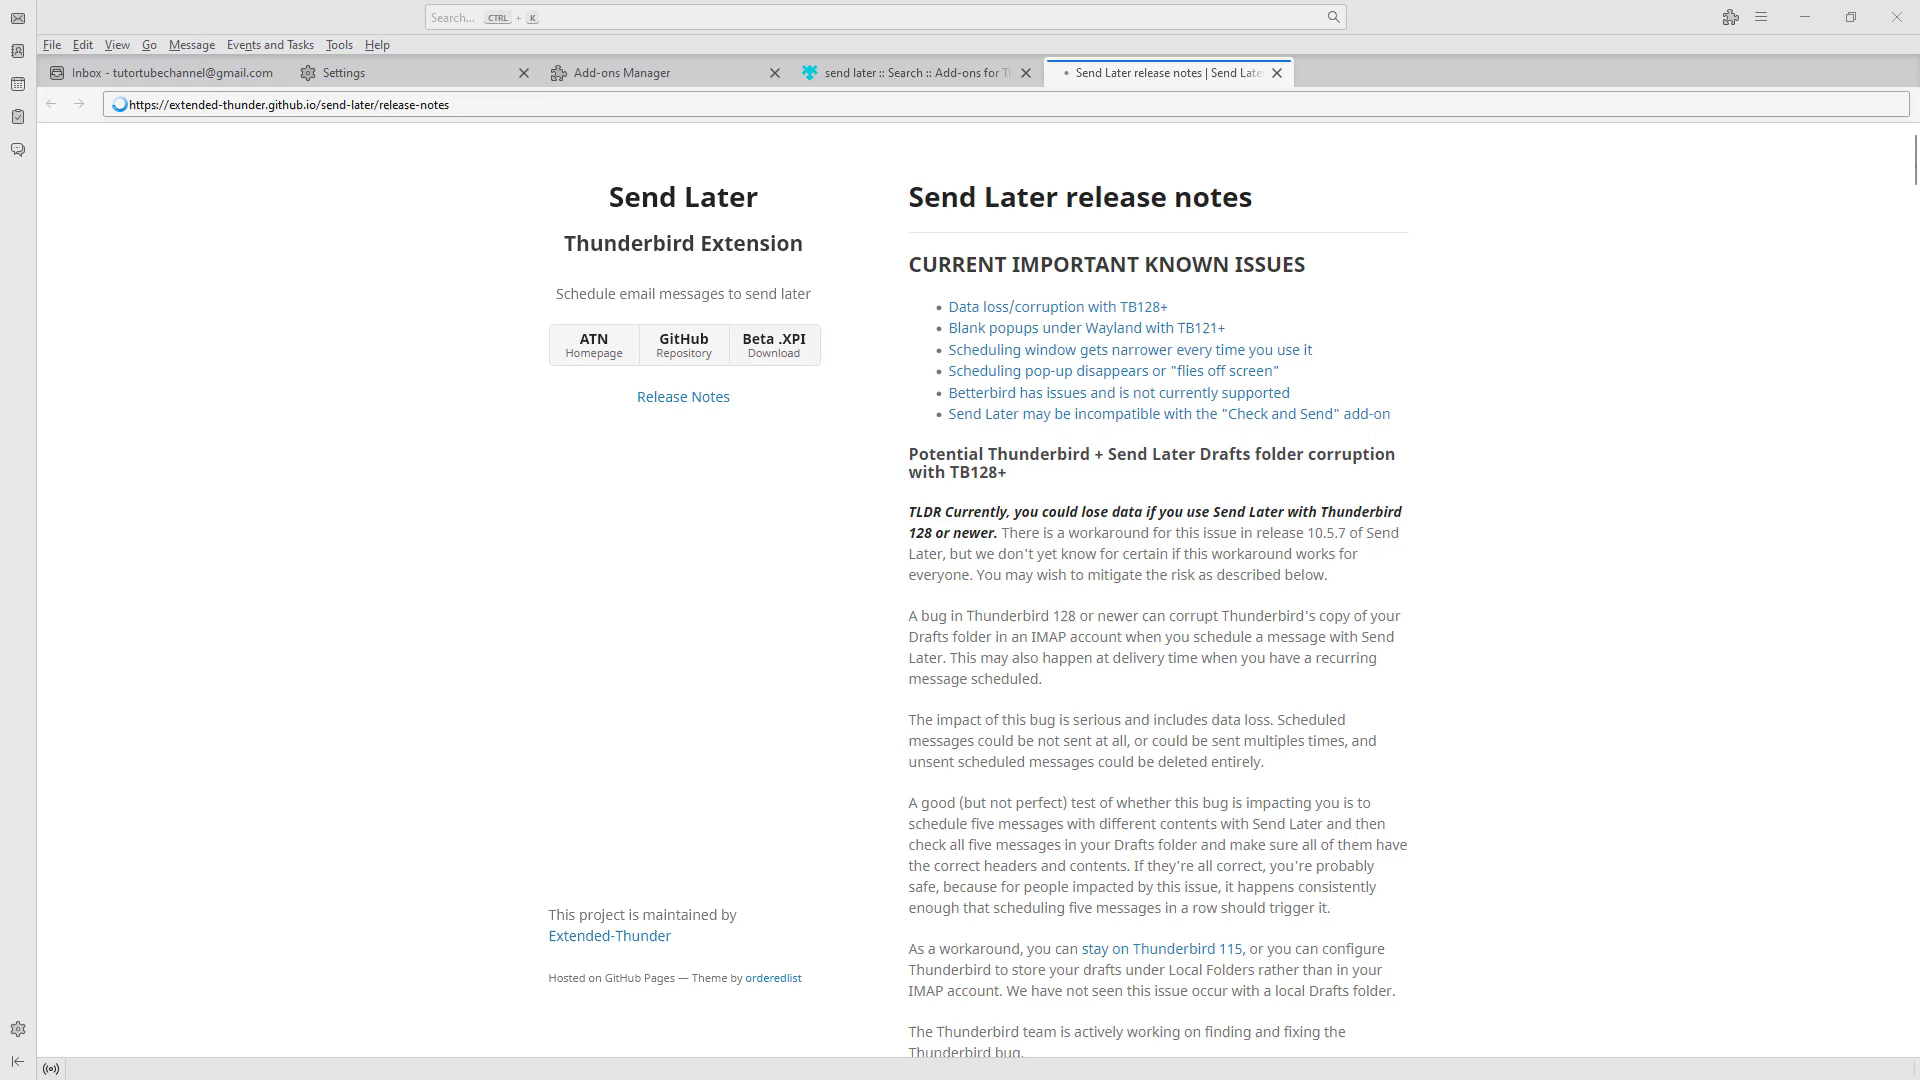 Search... CTRL + K
File Edit View Go Message Events and Tasks Tools Help
Inbox - tutortubechannel@gmail.com
Settings
Add-ons Manager
send later :: Search :: Add-ons for
Send Later release notes | Send Late
https://extended-thunder.github.io/send-later/release-notes
Send Later
Thunderbird Extension
Schedule email messages to send later
ATN
Homepage
GitHub
Repository
Beta .XPI
Download
Release Notes
This project is maintained by
Extended-Thunder
Hosted on GitHub Pages — Theme by orderedlist
Send Later release notes
CURRENT IMPORTANT KNOWN ISSUES
• Data loss/corruption with TB128+
• Blank popups under Wayland with TB121+
• Scheduling window gets narrower every time you use it
• Scheduling pop-up disappears or "flies off screen"
• Betterbird has issues and is not currently supported
• Send Later may be incompatible with the "Check and Send" add-on
Potential Thunderbird + Send Later Drafts folder corruption
with TB128+
TLDR Currently, you could lose data if you use Send Later with Thunderbird
128 or newer. There is a workaround for this issue in release 10.5.7 of Send
Later, but we don't yet know for certain if this workaround works for
everyone. You may wish to mitigate the risk as described below.
A bug in Thunderbird 128 or newer can corrupt Thunderbird's copy of your
Drafts folder in an IMAP account when you schedule a message with Send
Later. This may also happen at delivery time when you have a recurring
message scheduled.
The impact of this bug is serious and includes data loss. Scheduled
messages could be not sent at all, or could be sent multiples times, and
unsent scheduled messages could be deleted entirely.
A good (but not perfect) test of whether this bug is impacting you is to
schedule five messages with different contents with Send Later and then
check all five messages in your Drafts folder and make sure all of them have
the correct headers and contents. If they're all correct, you're probably
safe, because for people impacted by this issue, it happens consistently
enough that scheduling five messages in a row should trigger it.
As a workaround, you can stay on Thunderbird 115, or you can configure
Thunderbird to store your drafts under Local Folders rather than in your
IMAP account. We have not seen this issue occur with a local Drafts folder.
The Thunderbird team is actively working on finding and fixing the
Thunderbird bug.